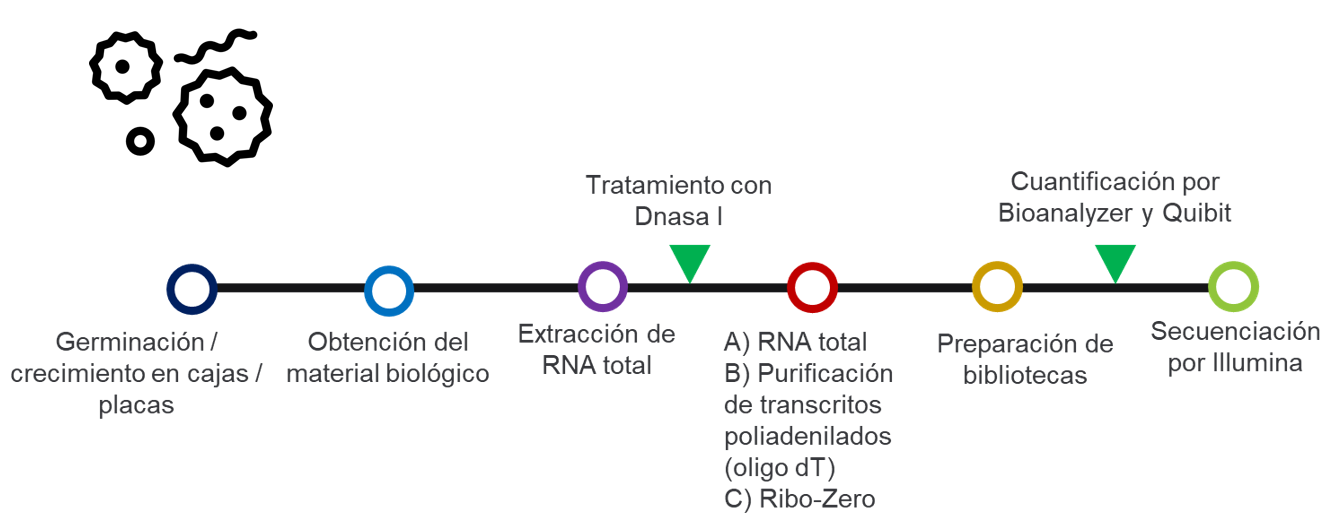 Tratamiento con
Dnasa I
Cuantificación por
Bioanalyzer y Quibit
Germinación /
crecimiento en cajas /
placas
Obtención del
material biológico
Extracción de
RNA total
A) RNA total
B) Purificación
de transcritos
poliadenilados
(oligo dT)
C) Ribo-Zero
Preparación de
bibliotecas
Secuenciación
por Illumina